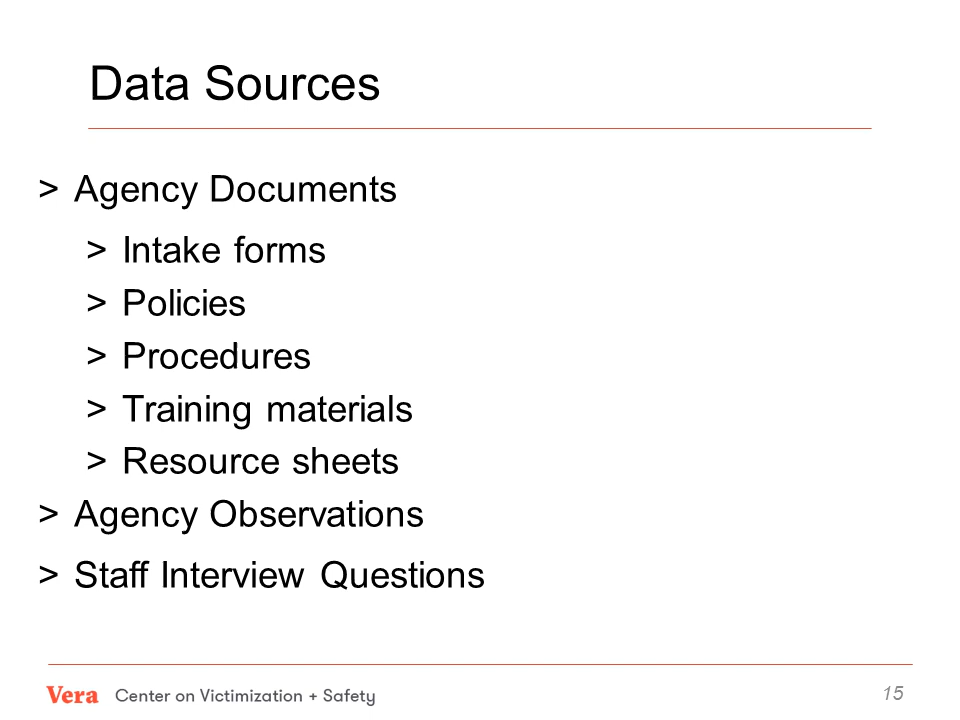 Data Sources
> Agency Documents
> Intake forms
> Policies
> Procedures
> Training materials
> Resource sheets
> Agency Observations
> Staff Interview Questions
Vera Center on Victimization + Safety
15